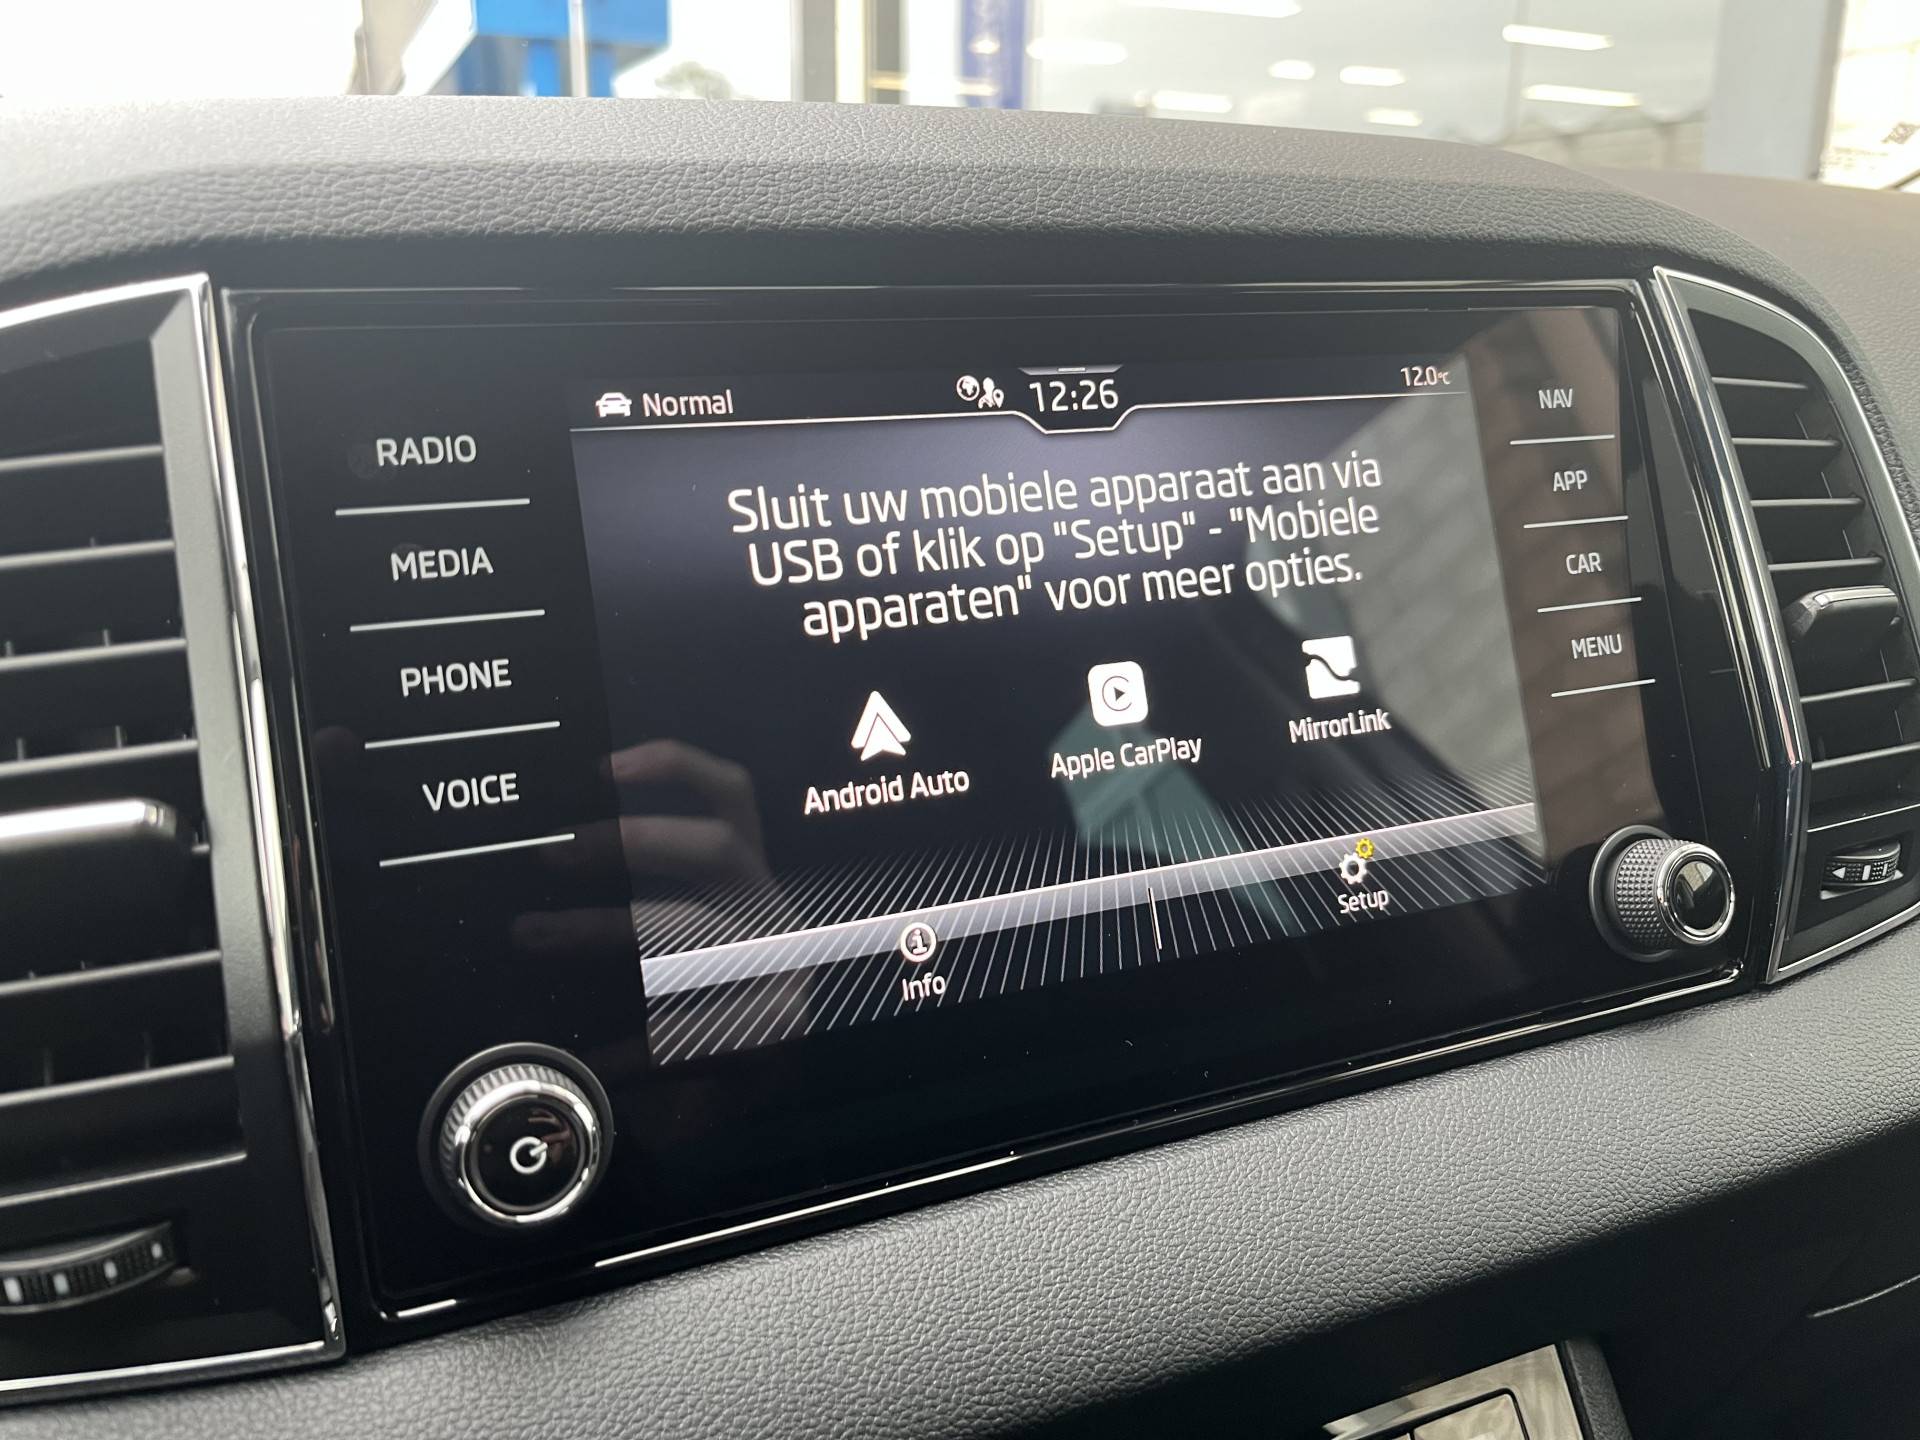 Normal
12:26
12.0°C
RADIO
MEDIA
PHONE
VOICE
Sluit uw mobiele apparaat aan via
USB of klik op "Setup" - "Mobiele
apparaten" voor meer opties.
Android Auto
Apple CarPlay
MirrorLink
Info
Setup
NAV
APP
CAR
MENU